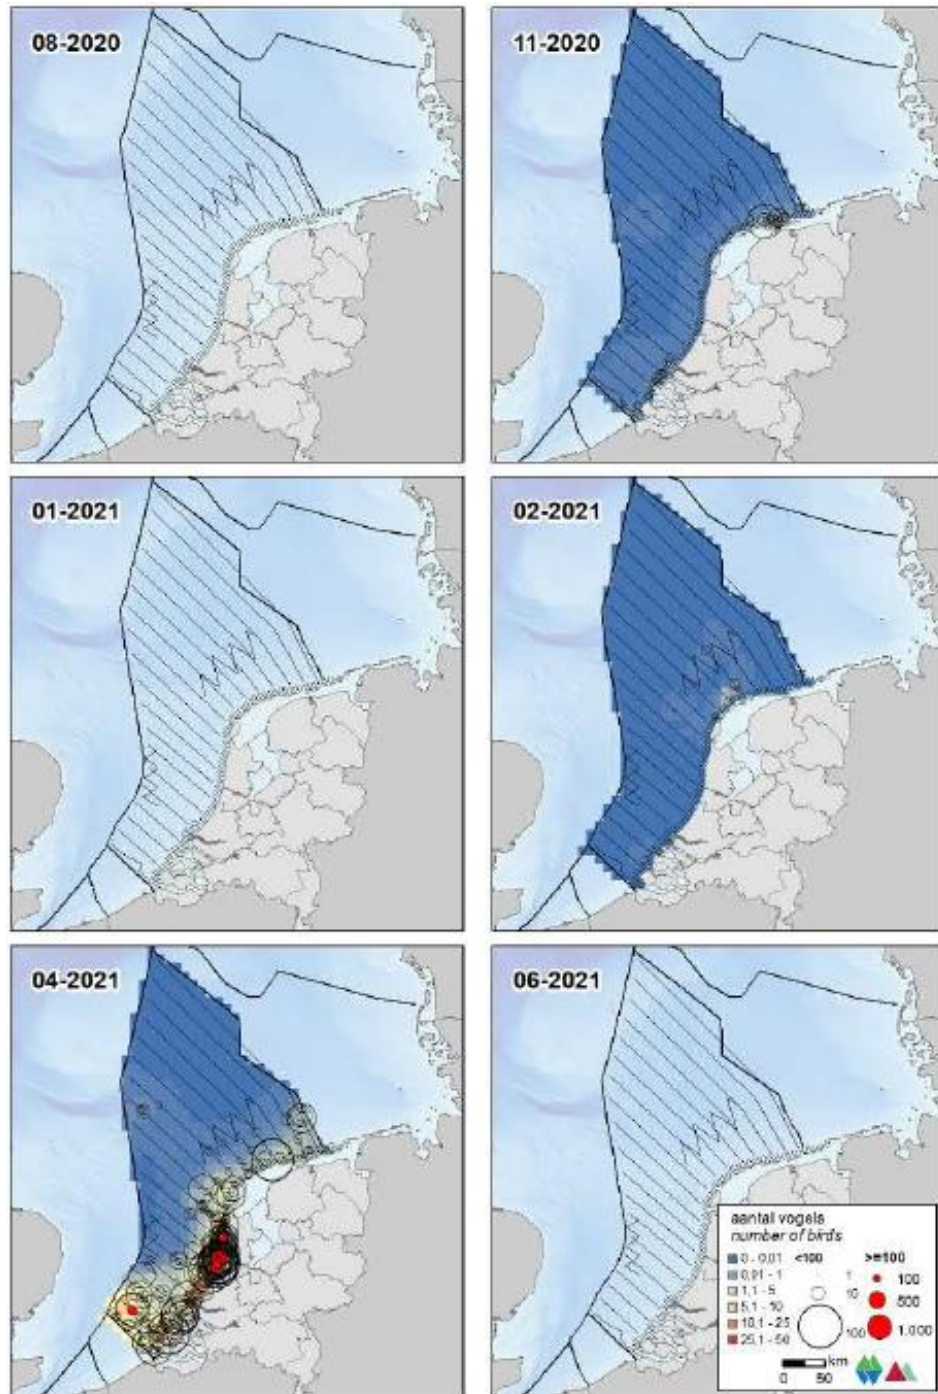 08-2020
11-2020
01-2021
02-2021
04-2021
06-2021
aantal vogels
number of birds
0 - 0,01 <100 >=100
0,01 - 1 1 100
1,1 - 5 10
5,1 - 10 500
10,1 - 25
25,1 - 50 100 1.000
km
0 50